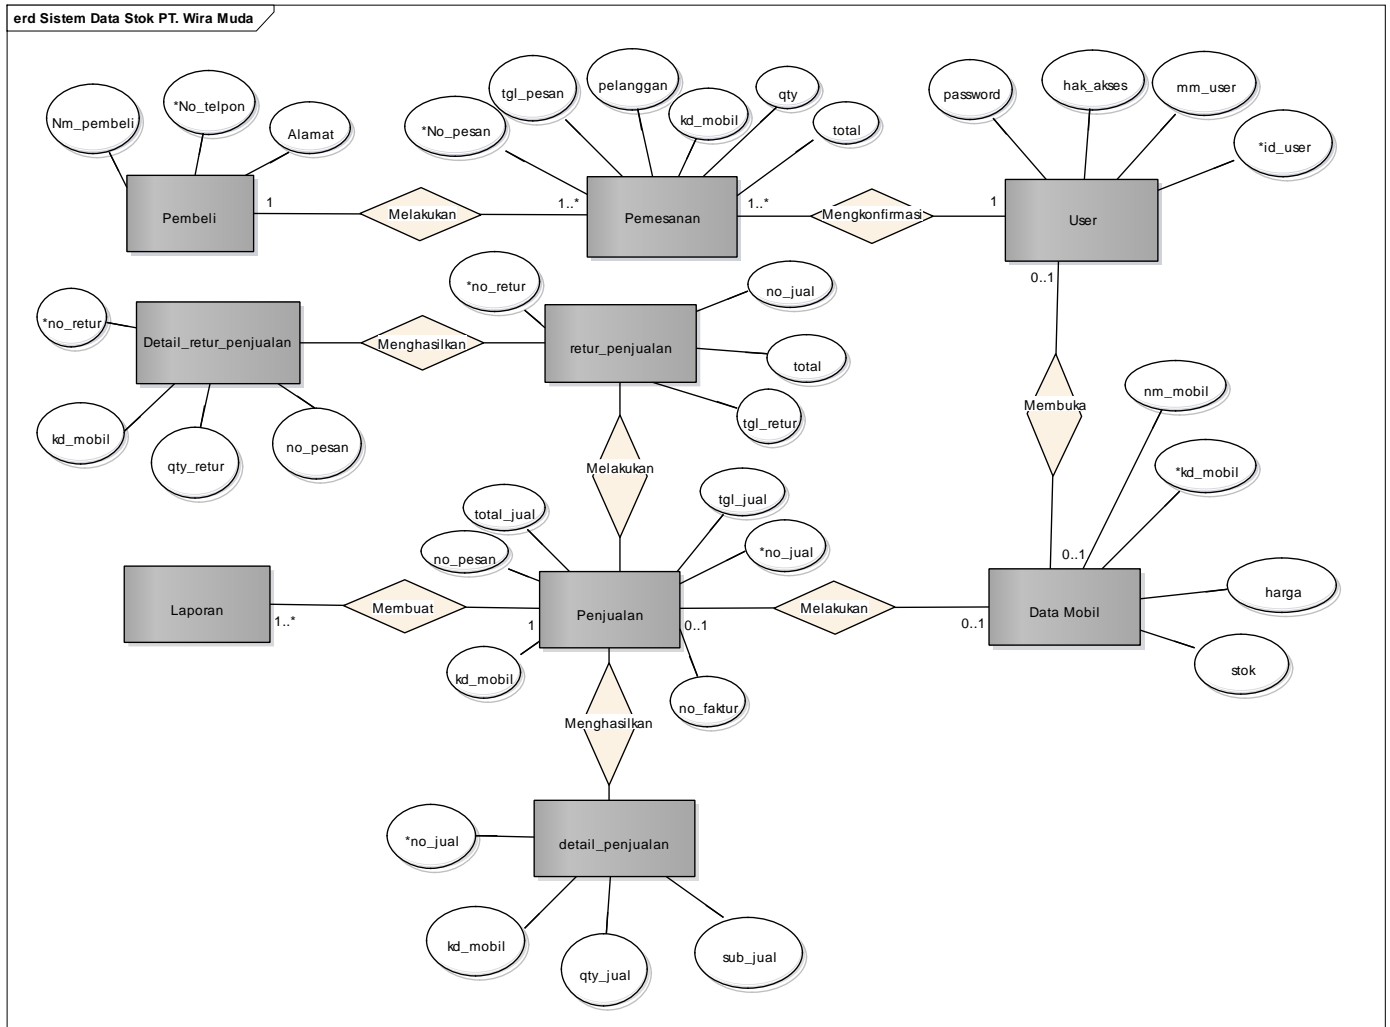 erd Sistem Data Stok PT. Wira Muda
Nm_pembeli
*No_telpon
Alamat
*No_pesan
tgl_pesan
pelanggan
kd_mobil
qty
total
password
hak_akses
mm_user
*id_user
Pembeli
1
Melakukan
1..*
Pemesanan
1..*
Mengkonfirmasi
1
User
0..1
*no_retur
Detail_retur_penjualan
Menghasilkan
*no_retur
retur_penjualan
no_jual
total
tgl_retur
kd_mobil
qty_retur
no_pesan
Membuka
nm_mobil
*kd_mobil
Melakukan
total_jual
tgl_jual
no_pesan
*no_jual
0..1
Laporan
1..*
Membuat
1
Penjualan
0..1
Melakukan
0..1
Data Mobil
harga
stok
kd_mobil
no_faktur
Menghasilkan
*no_jual
detail_penjualan
kd_mobil
qty_jual
sub_jual